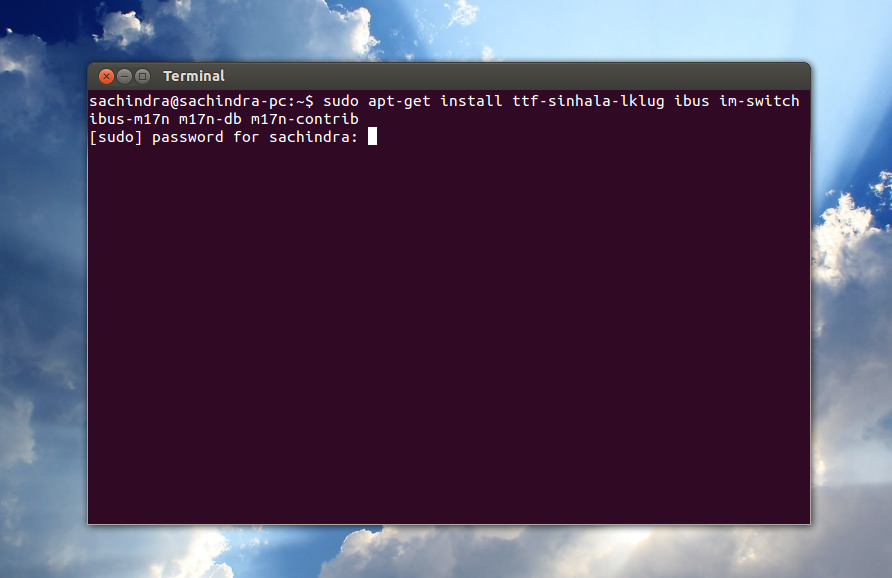 Terminal
sachindra@sachindra-pc:~$ sudo apt-get install ttf-sinhala-lklug ibus im-switch
ibus-m17n m17n-db m17n-contrib
[sudo] password for sachindra: